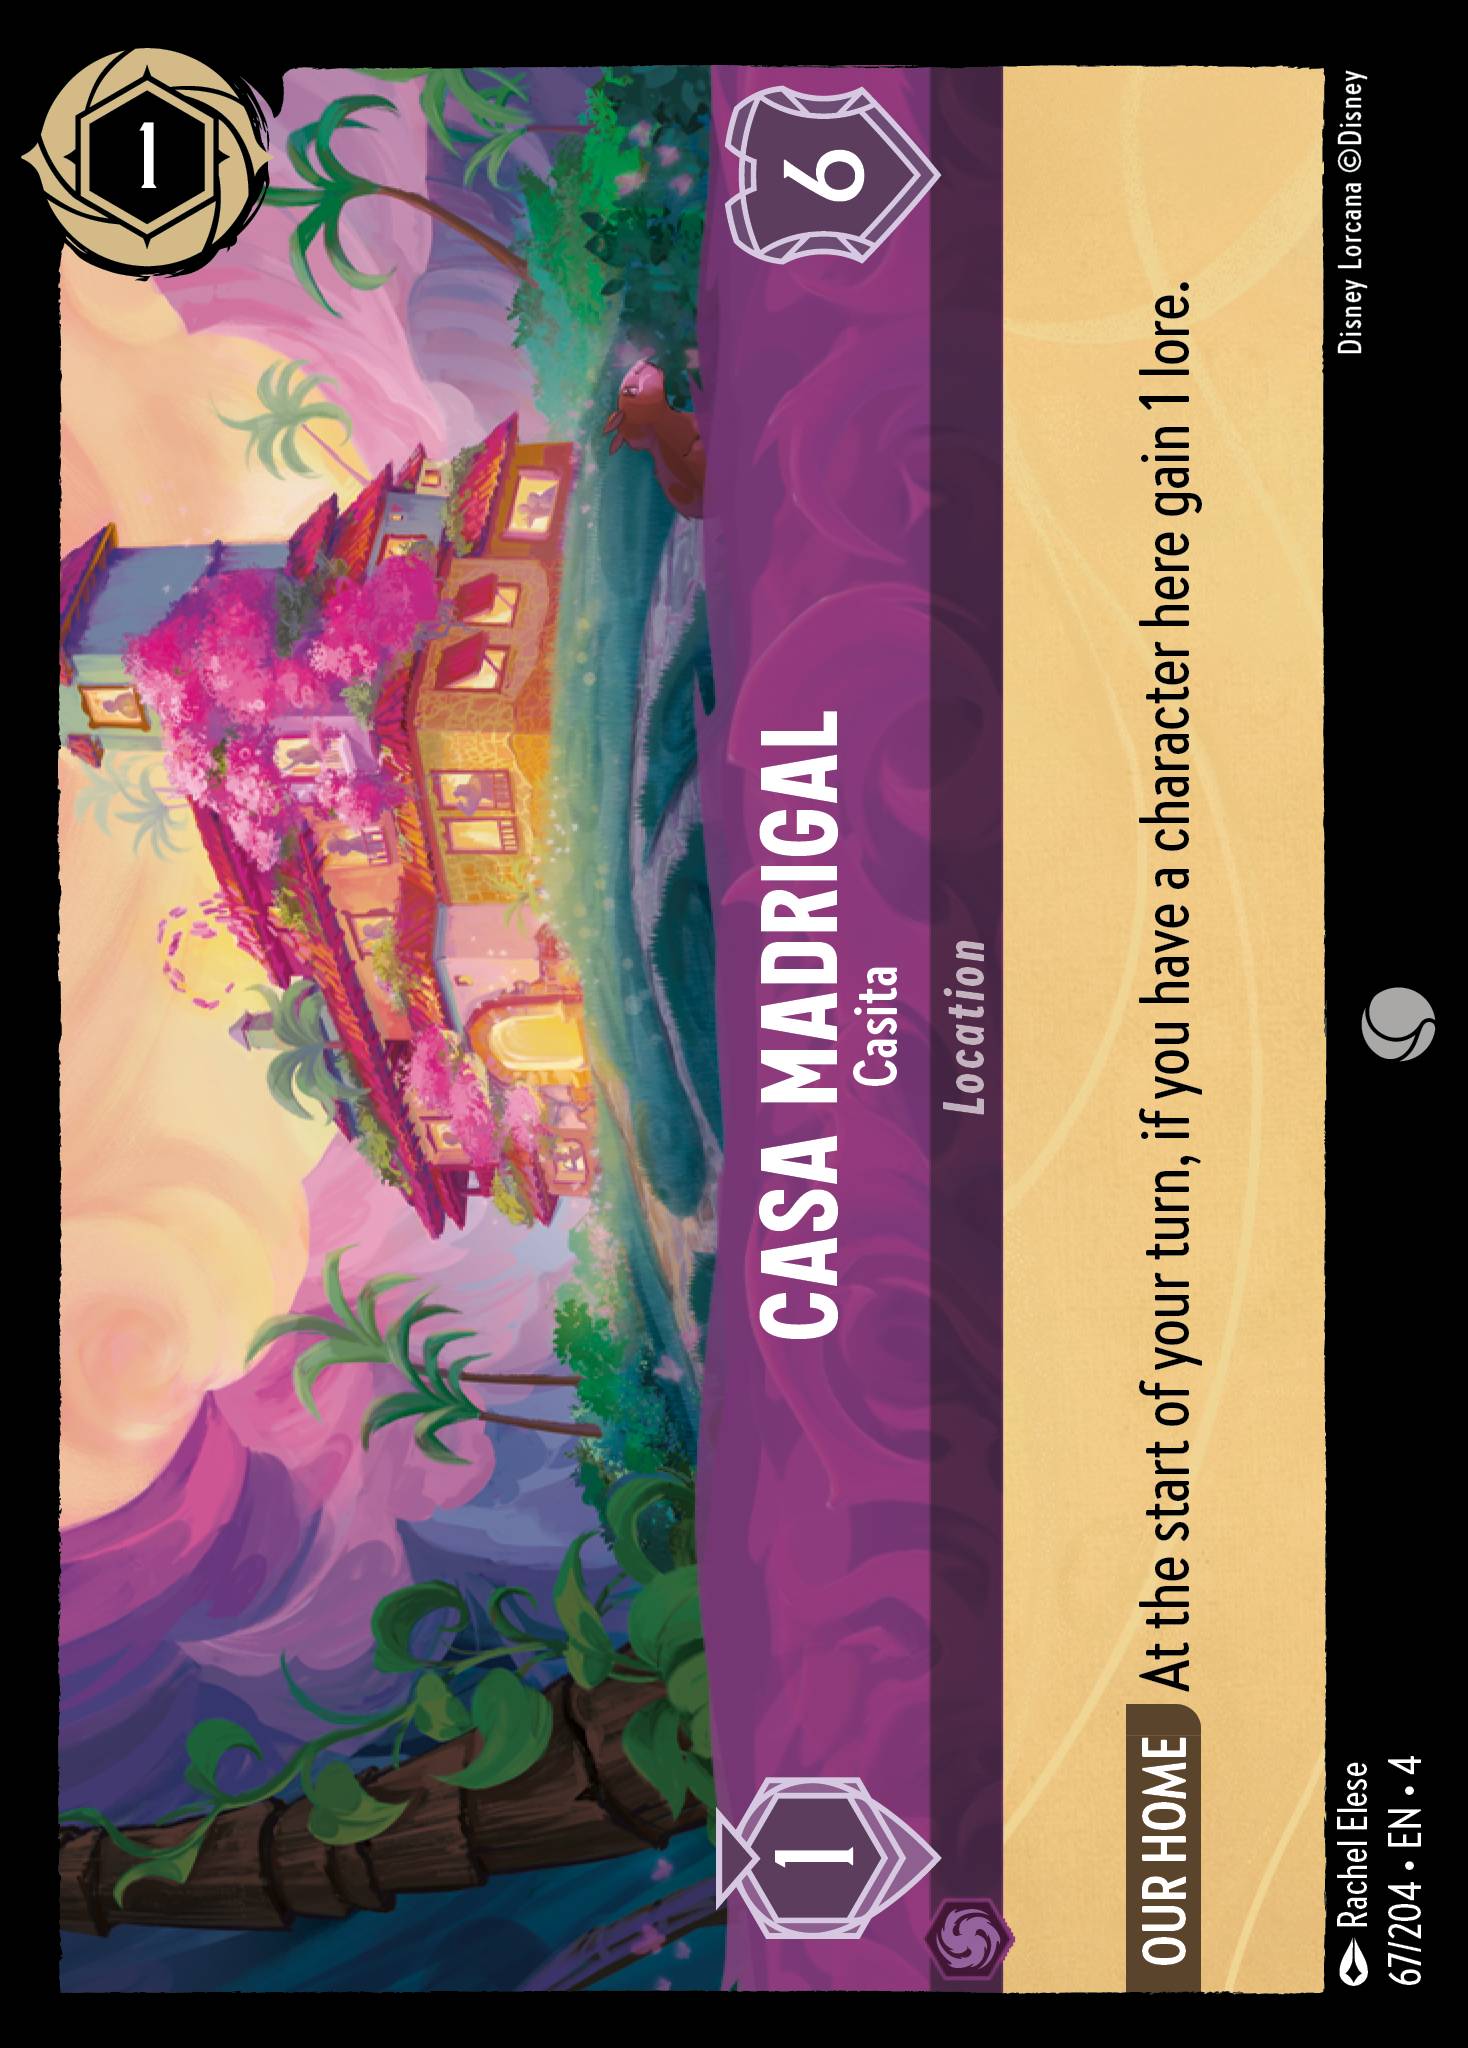 1
CASA MADRIGAL
Casita
1
6
Location
OUR HOME At the start of your turn, if you have a character here gain 1 lore.
Rachel Elese
67/204 • EN • 4
Disney Lorcana ©Disney